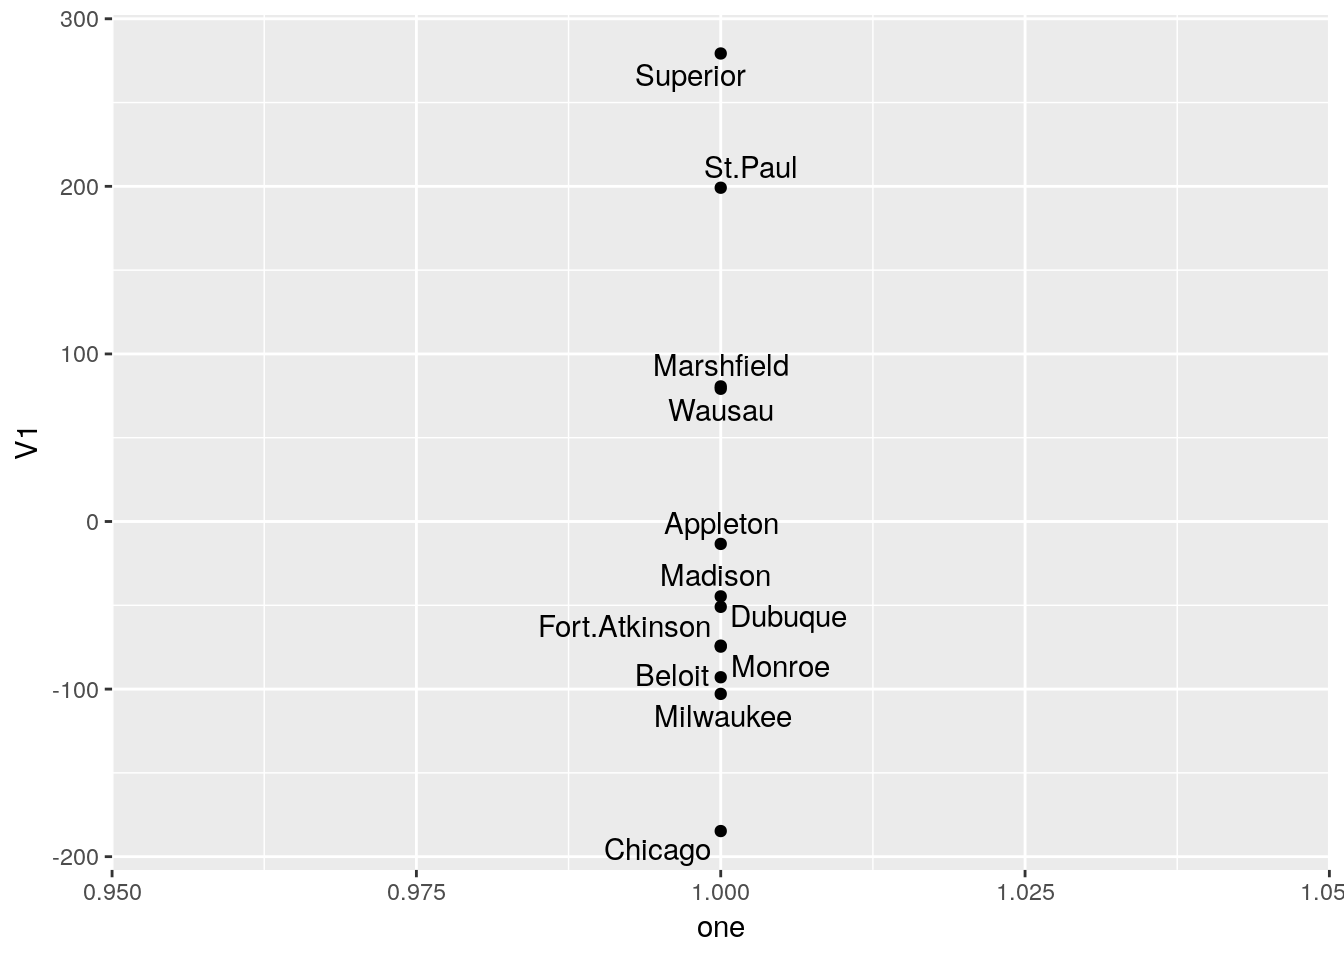 300
Superior
St.Paul
200
100
Marshfield
Wausau
V1
0
Appleton
Madison
Dubuque
Fort.Atkinson
Monroe
Beloit
-100
Milwaukee
Chicago
-200
0.950 0.975 1.000 1.025 1.05
one